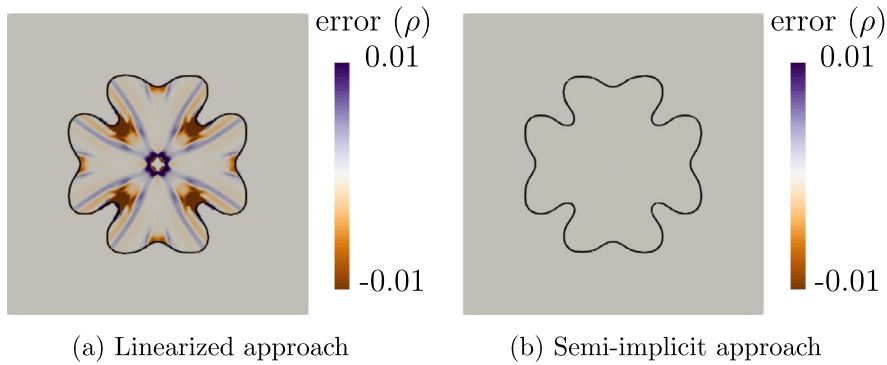 error (ρ)
0.01
-0.01
(a) Linearized approach
error (ρ)
0.01
-0.01
(b) Semi-implicit approach